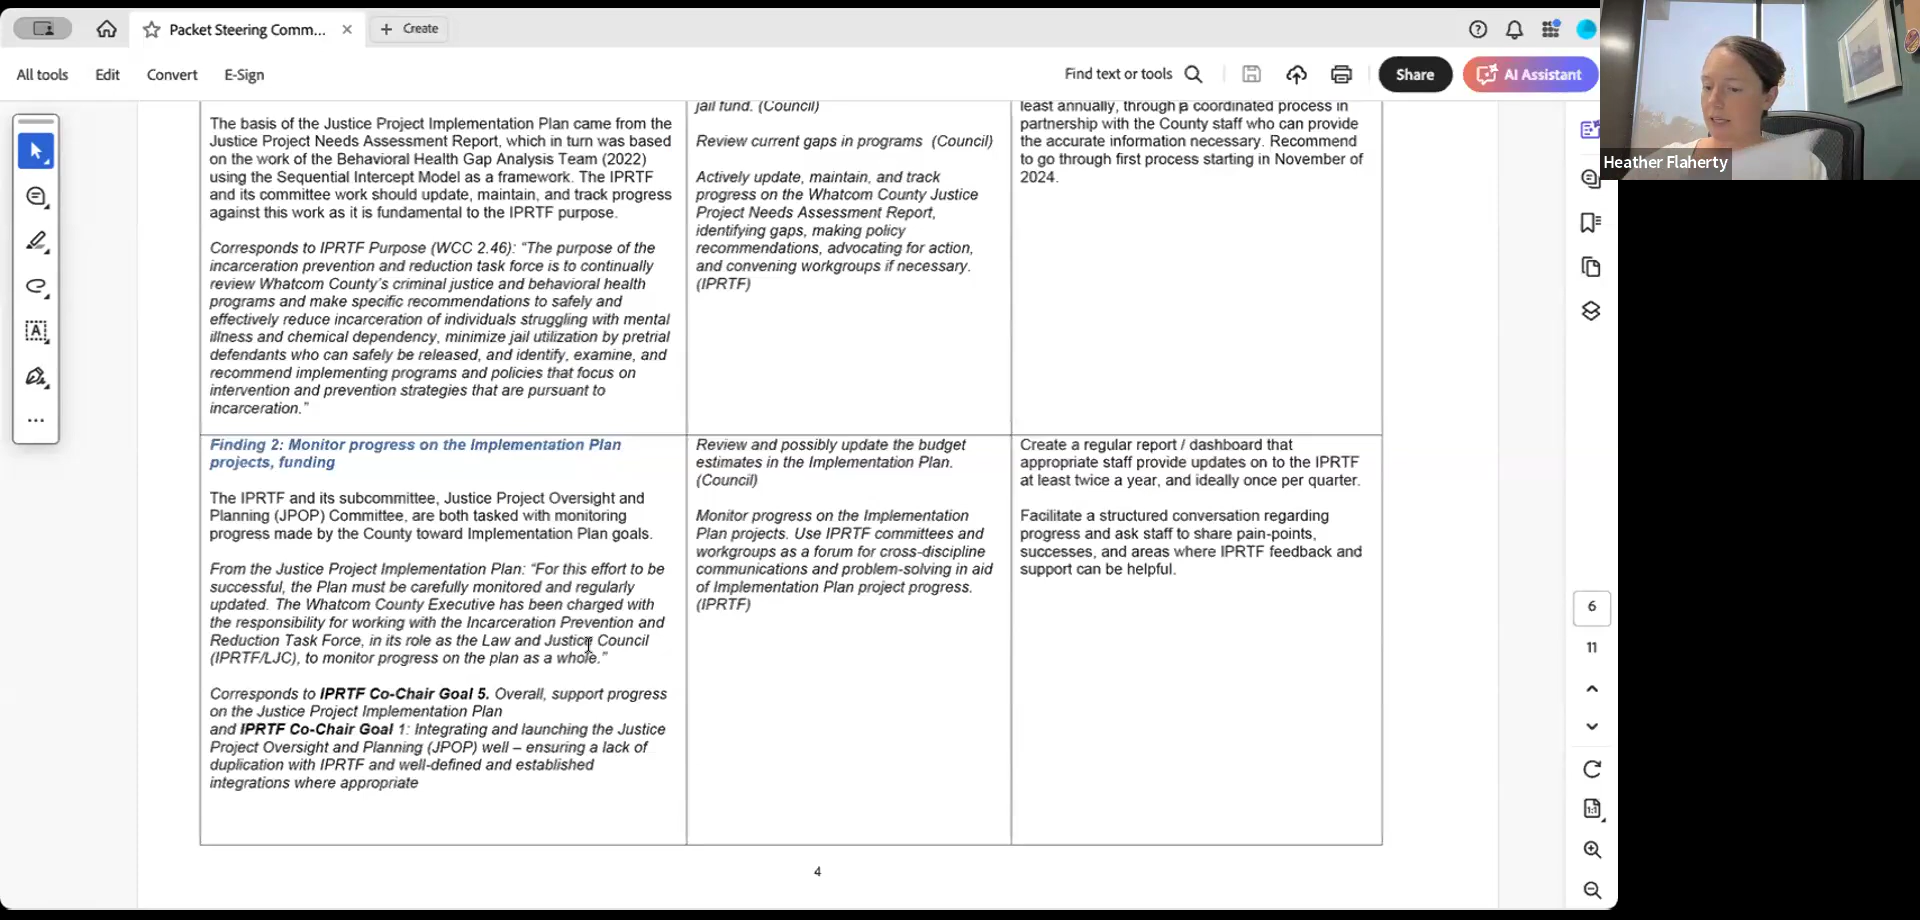 Packet Steering Comm...
Create
All tools
Edit
Convert
E-Sign
Find text or tools
Share
AI Assistant
Heather Flaherty
The basis of the Justice Project Implementation Plan came from the
Justice Project Needs Assessment Report, which in turn was based
on the work of the Behavioral Health Gap Analysis Team (2022)
using the Sequential Intercept Model as a framework. The IPRTF
and its committee work should update, maintain, and track progress
against this work as it is fundamental to the IPRTF purpose.
Corresponds to IPRTF Purpose (WCC 2.46): “The purpose of the
incarceration prevention and reduction task force is to continually
review Whatcom County’s criminal justice and behavioral health
programs and make specific recommendations to safely and
effectively reduce incarceration of individuals struggling with mental
illness and chemical dependency, minimize jail utilization by pretrial
defendants who can safely be released, and identify, examine, and
recommend implementing programs and policies that focus on
intervention and prevention strategies that are pursuant to
incarceration.”
jail fund. (Council)
Review current gaps in programs (Council)
Actively update, maintain, and track
progress on the Whatcom County Justice
Project Needs Assessment Report,
identifying gaps, making policy
recommendations, advocating for action,
and convening workgroups if necessary.
(IPRTF)
least annually, through a coordinated process in
partnership with the County staff who can provide
the accurate information necessary. Recommend
to go through first process starting in November of
2024.
Finding 2: Monitor progress on the Implementation Plan
projects, funding
The IPRTF and its subcommittee, Justice Project Oversight and
Planning (JPOP) Committee, are both tasked with monitoring
progress made by the County toward Implementation Plan goals.
From the Justice Project Implementation Plan: “For this effort to be
successful, the Plan must be carefully monitored and regularly
updated. The Whatcom County Executive has been charged with
the responsibility for working with the Incarceration Prevention and
Reduction Task Force, in its role as the Law and Justice Council
(IPRTF/LJC), to monitor progress on the plan as a whole.”
Corresponds to IPRTF Co-Chair Goal 5. Overall, support progress
on the Justice Project Implementation Plan
and IPRTF Co-Chair Goal 1: Integrating and launching the Justice
Project Oversight and Planning (JPOP) well – ensuring a lack of
duplication with IPRTF and well-defined and established
integrations where appropriate
Review and possibly update the budget
estimates in the Implementation Plan.
(Council)
Monitor progress on the Implementation
Plan projects. Use IPRTF committees and
workgroups as a forum for cross-discipline
communications and problem-solving in aid
of Implementation Plan project progress.
(IPRTF)
Create a regular report / dashboard that
appropriate staff provide updates on to the IPRTF
at least twice a year, and ideally once per quarter.
Facilitate a structured conversation regarding
progress and ask staff to share pain-points,
successes, and areas where IPRTF feedback and
support can be helpful.
4
6
11